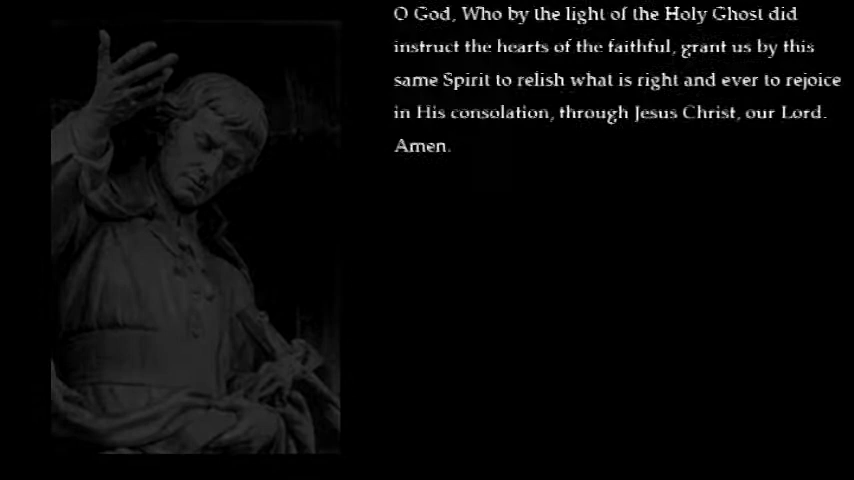 O God, Who by the light of the Holy Ghost did
instruct the hearts of the faithful, grant us by this
same Spirit to relish what is right and ever to rejoice
in His consolation, through Jesus Christ, our Lord.
Amen.